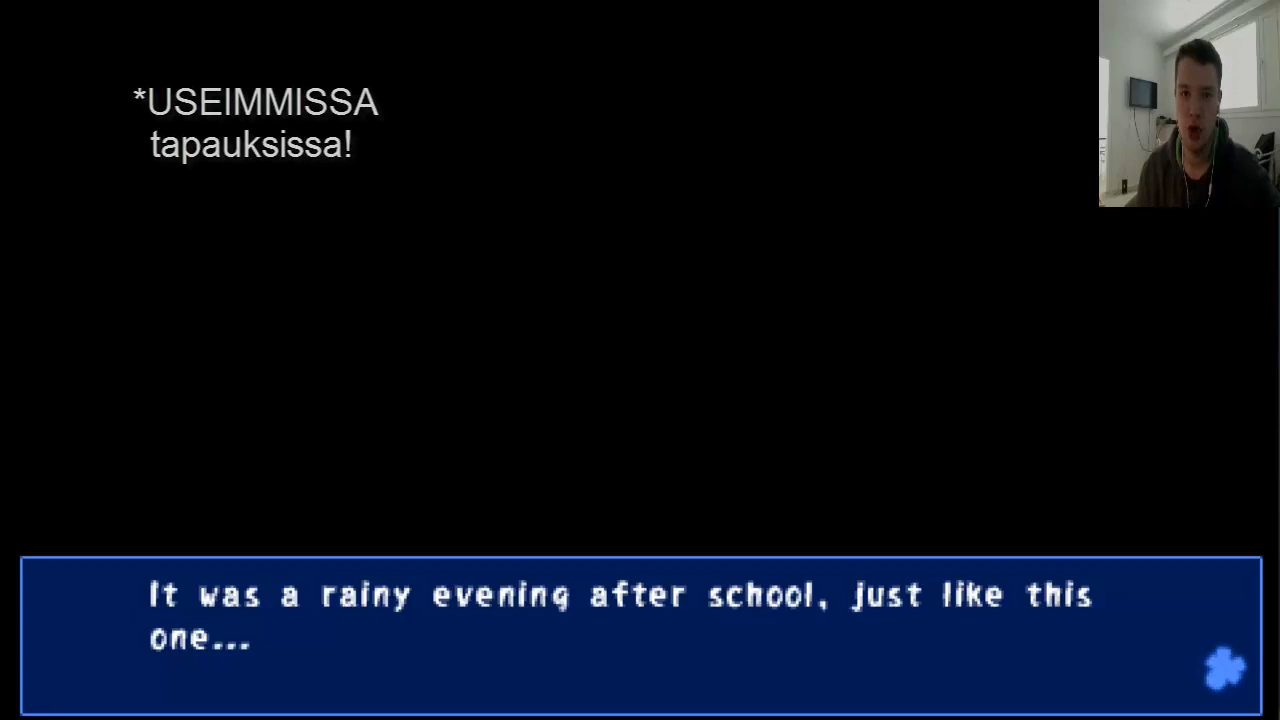 *USEIMMISSA
tapauksissa!
It was a rainy evening after school, just like this
one...